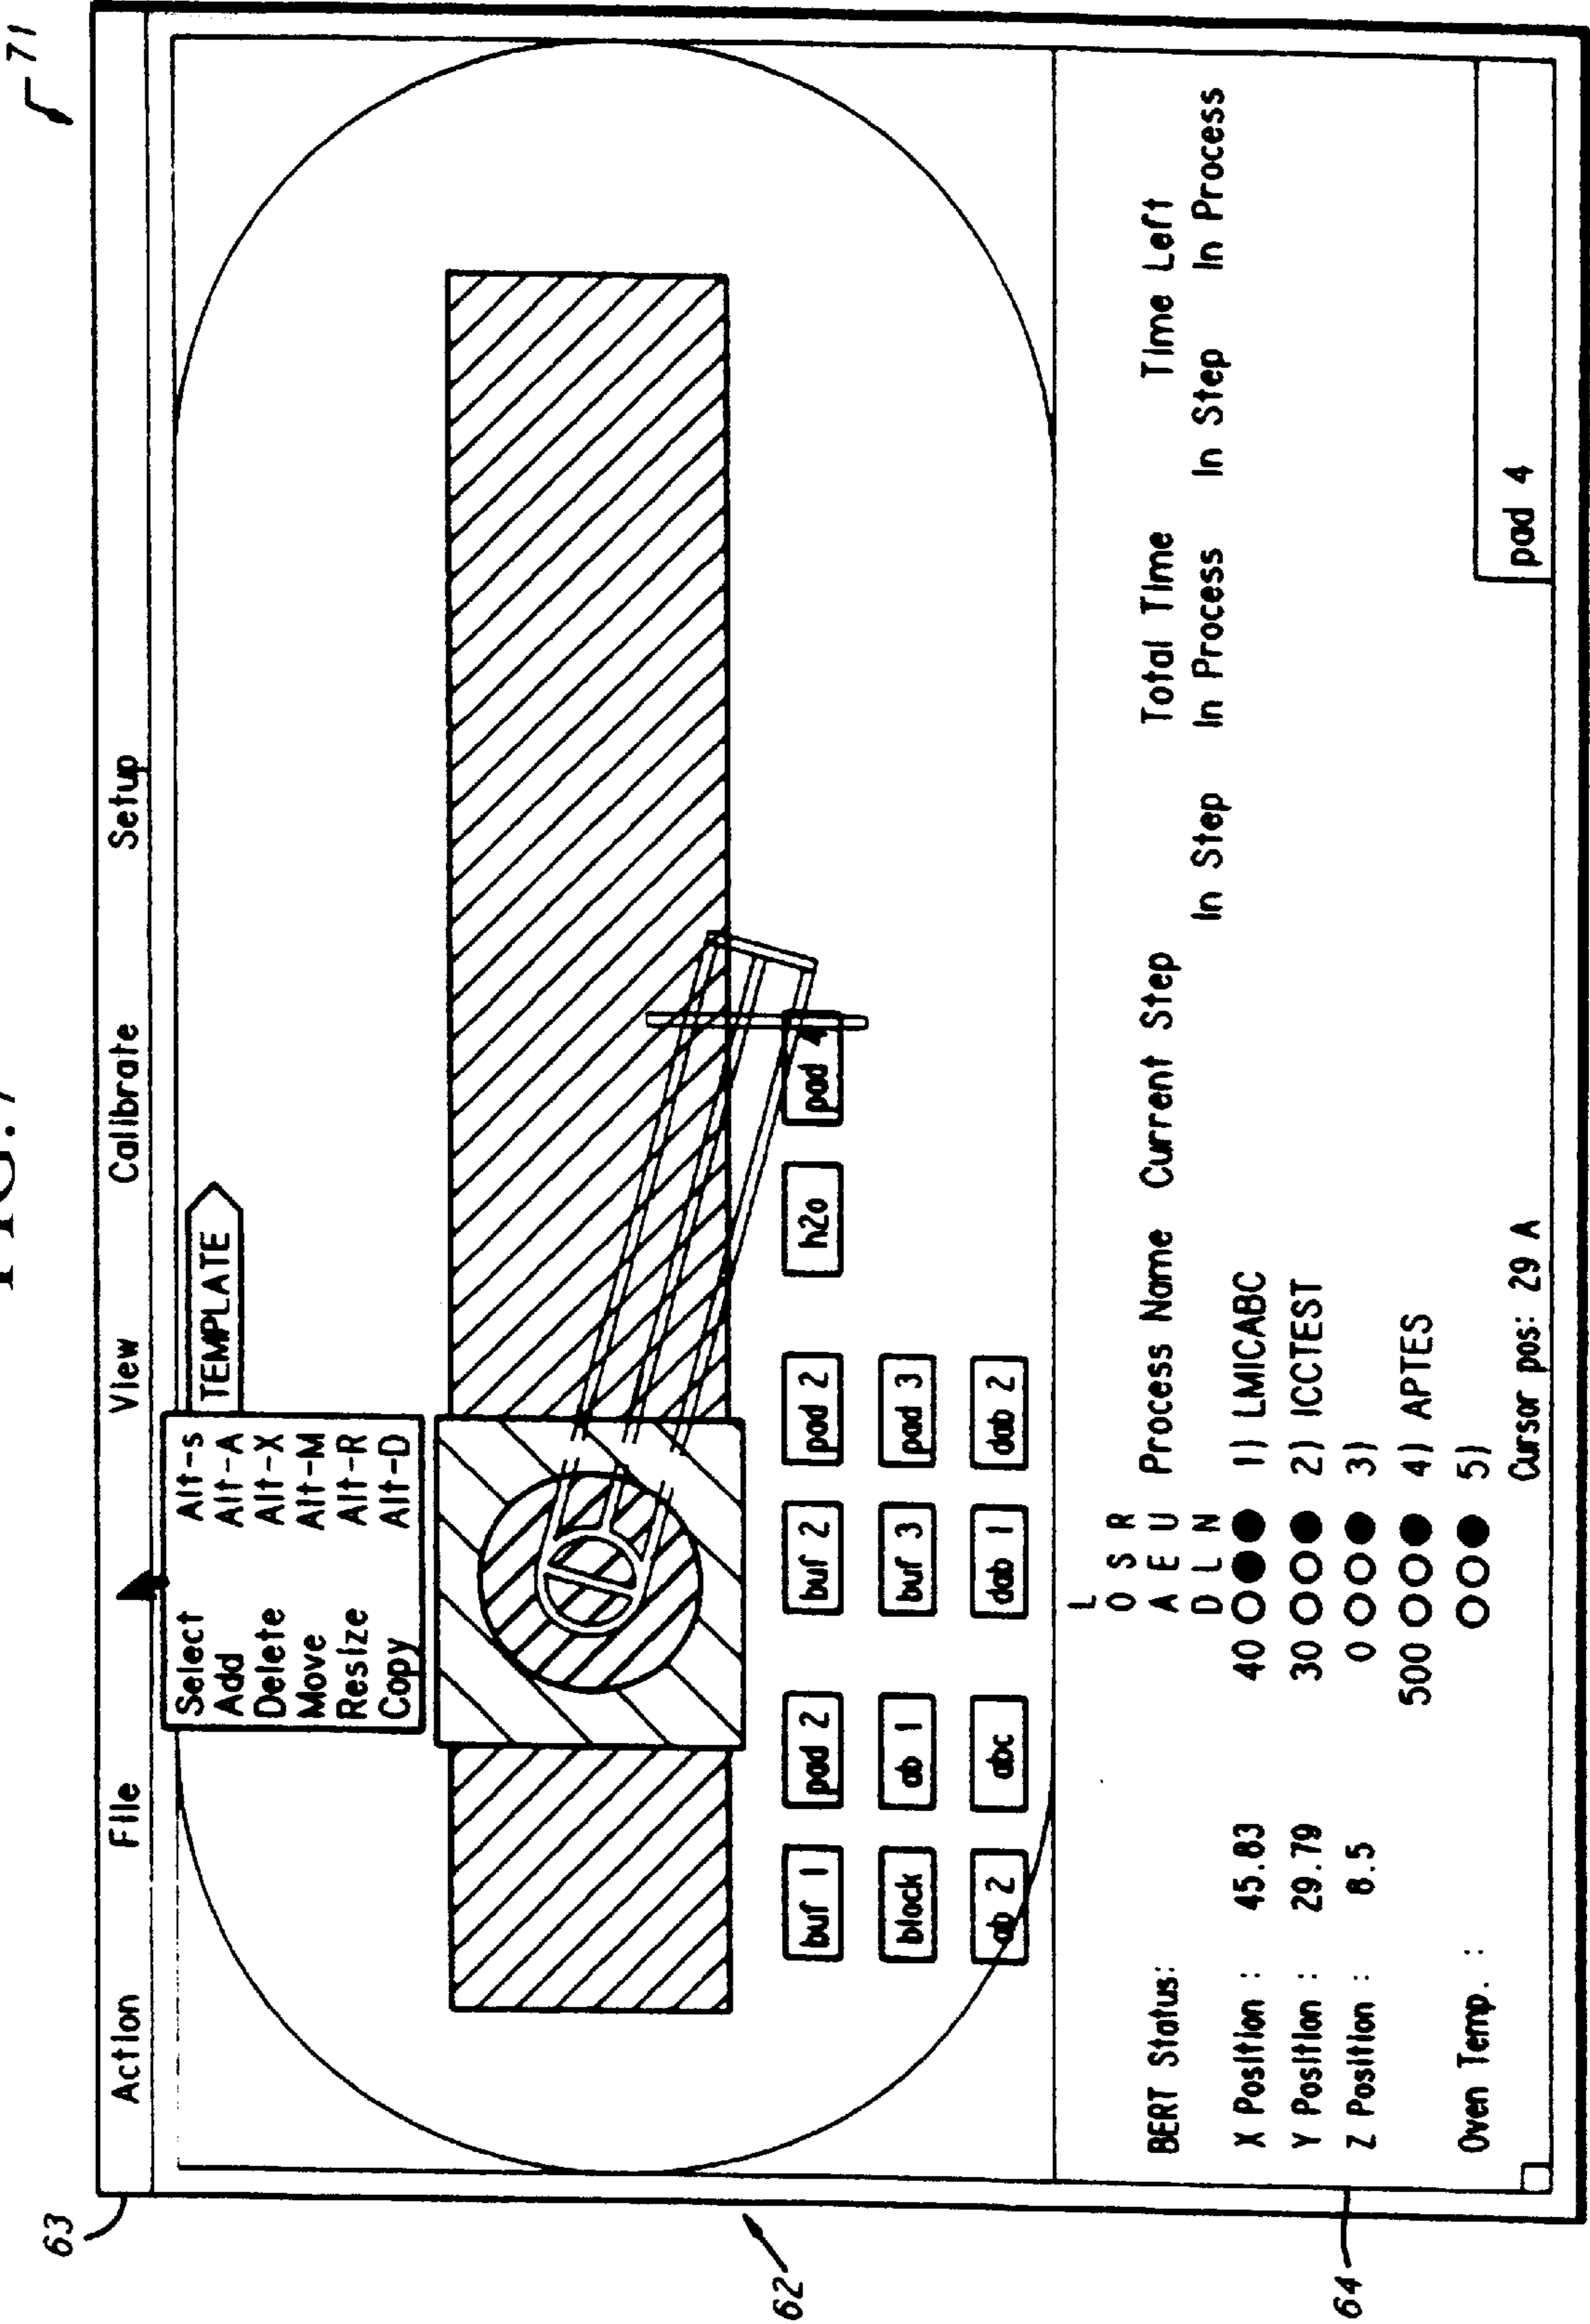 FIG. 7
71
63
Action File View Calibrate Setup
Select Alt-s
Add Alt-A
Delete Alt-X
Move Alt-M
Resize Alt-R
Copy Alt-D
TEMPLATE
buf 1 pad 2 buf 2 pad 2 h2o pad 4
block ab 1 buf 3 pad 3
ab 2 abc dab 1 dab 2
62
L
O S R
A E U
D L N
BERT Status: Process Name Current Step Total Time Time Left
In Step In Process In Step In Process
X Position : 45.83 40 1) LMICABC
Y Position : 29.79 30 2) ICCTEST
Z Position : 8.5 0 3)
500 4) APTES
Oven Temp. : 5)
Cursor pos: 29 A pad 4
64